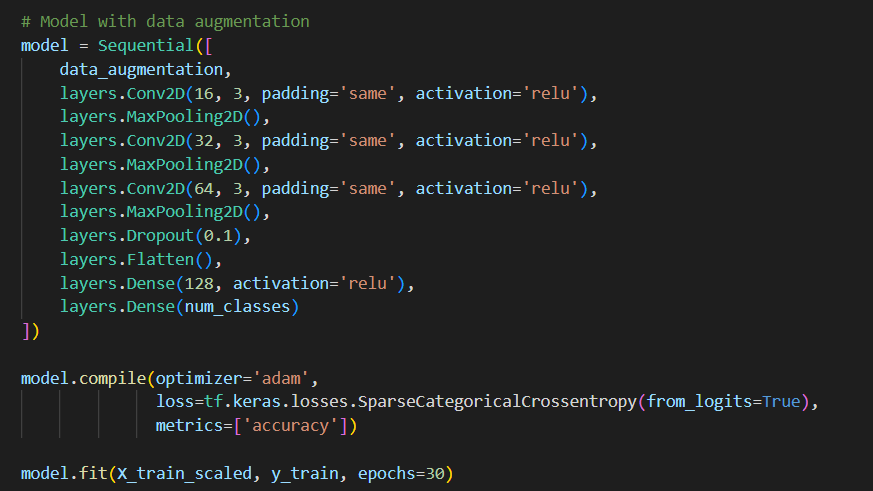 # Model with data augmentation
model = Sequential([
    data_augmentation,
    layers.Conv2D(16, 3, padding='same', activation='relu'),
    layers.MaxPooling2D(),
    layers.Conv2D(32, 3, padding='same', activation='relu'),
    layers.MaxPooling2D(),
    layers.Conv2D(64, 3, padding='same', activation='relu'),
    layers.MaxPooling2D(),
    layers.Dropout(0.1),
    layers.Flatten(),
    layers.Dense(128, activation='relu'),
    layers.Dense(num_classes)
])
model.compile(optimizer='adam',
              loss=tf.keras.losses.SparseCategoricalCrossentropy(from_logits=True),
              metrics=['accuracy'])
model.fit(X_train_scaled, y_train, epochs=30)